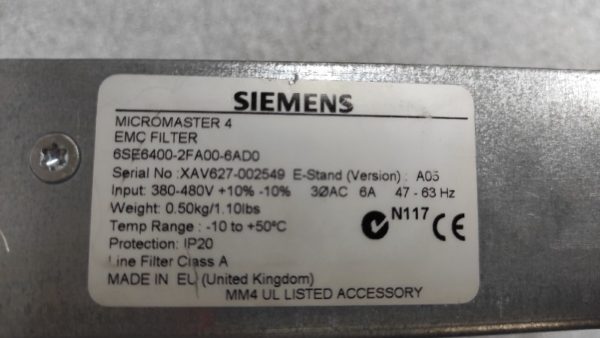 SIEMENS
MICROMASTER 4
EMC FILTER
6SE6400-2FA00-6AD0
Serial No :XAV627-002549 E-Stand (Version) : A05
Input: 380-480V +10% -10% 3ØAC 6A 47 - 63 Hz
Weight: 0.50kg/1.10lbs
Temp Range : -10 to +50ºC
N117 CE
Protection: IP20
Line Filter Class A
MADE IN EU (United Kingdom)
MM4 UL LISTED ACCESSORY